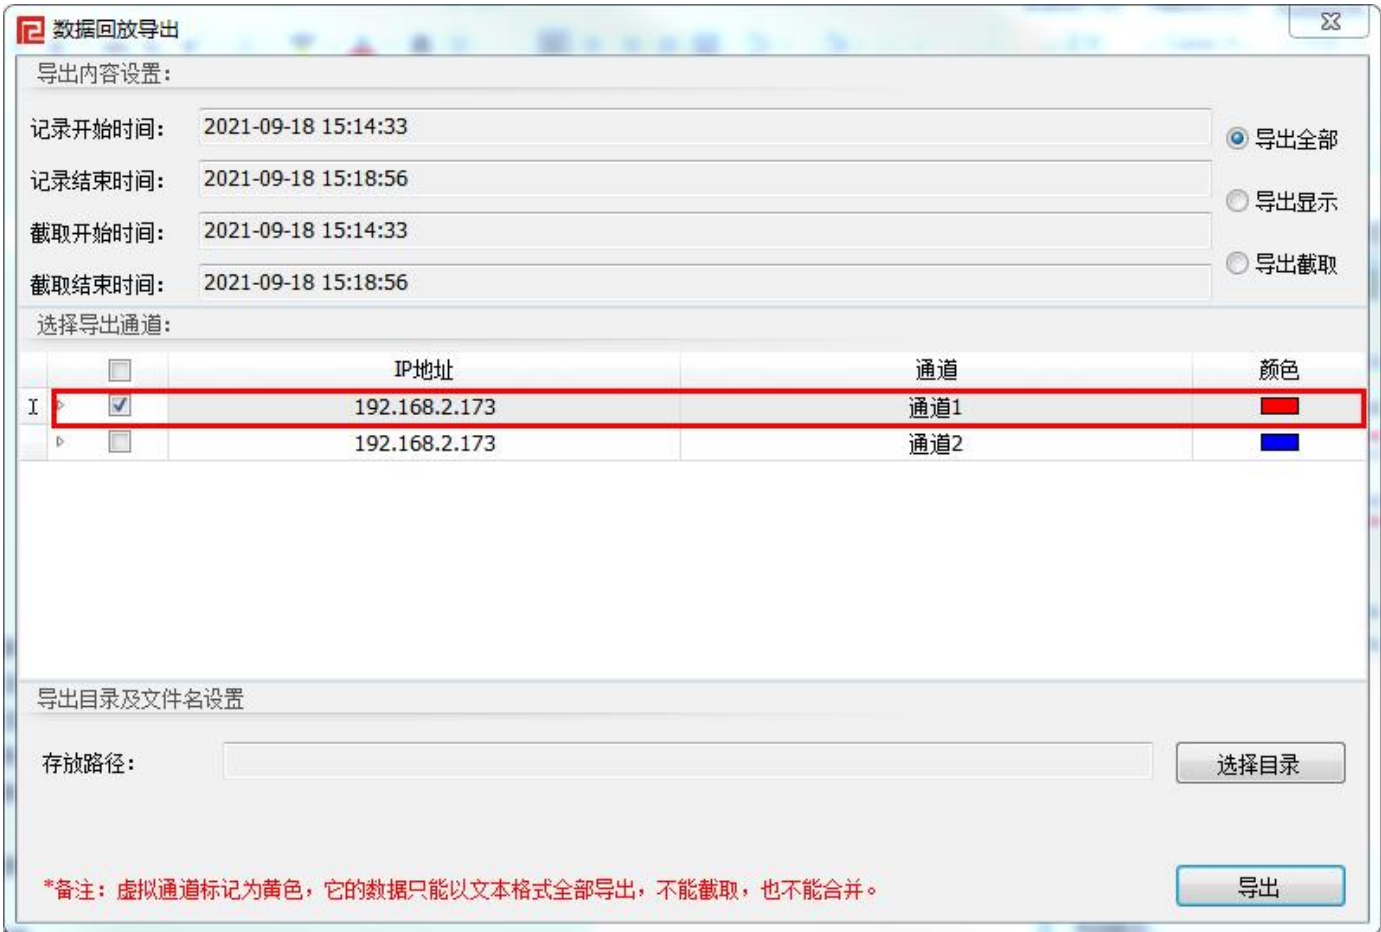 数据回放导出
导出内容设置:
记录开始时间: 2021-09-18 15:14:33
记录结束时间: 2021-09-18 15:18:56
截取开始时间: 2021-09-18 15:14:33
截取结束时间: 2021-09-18 15:18:56
导出全部
导出显示
导出截取
选择导出通道:
IP地址 通道 颜色
192.168.2.173 通道1
192.168.2.173 通道2
导出目录及文件名设置
存放路径:
选择目录
*备注: 虚拟通道标记为黄色，它的数据只能以文本格式全部导出，不能截取，也不能合并。
导出